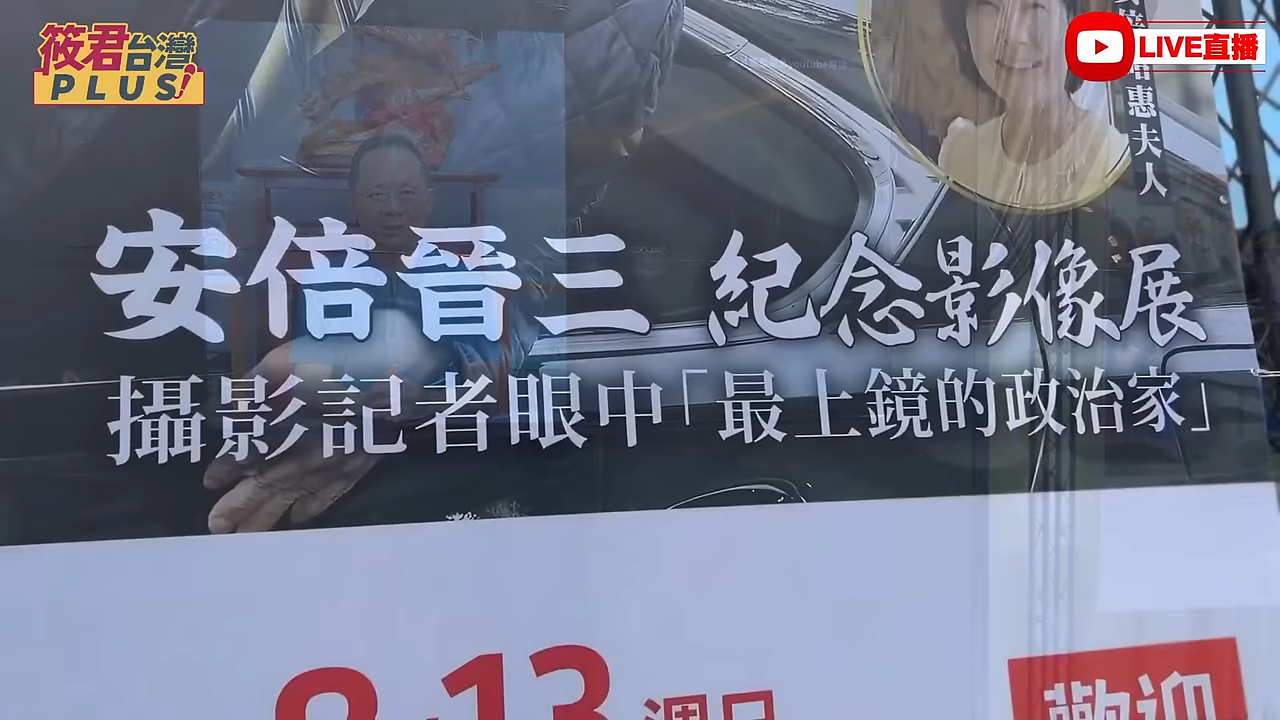 筱君台灣
PLUS!
LIVE直播
惠夫人
安倍晉三 紀念影像展
攝影記者眼中「最上鏡的政治家」
8.13 週日
歡迎